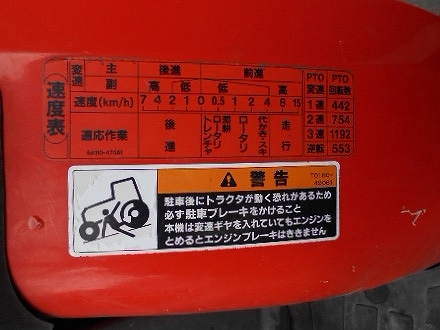 速度表
変速 主 後進 前進 PTO変速 PTO回転数
副 高 低 低 高
速度(km/h) 7 4 2 1 0 0.5 1 2 4 8 15 1速 442
2速 754
適応作業 後進 ロータリトレンチャ 耕耘ロータリ 代かき・スキ 走行 3速 1192
逆転 553
警告
駐車後にトラクタが動く恐れがあるため
必ず駐車ブレーキをかけること
本機は変速ギヤを入れていてもエンジンを
とめるとエンジンブレーキはききません